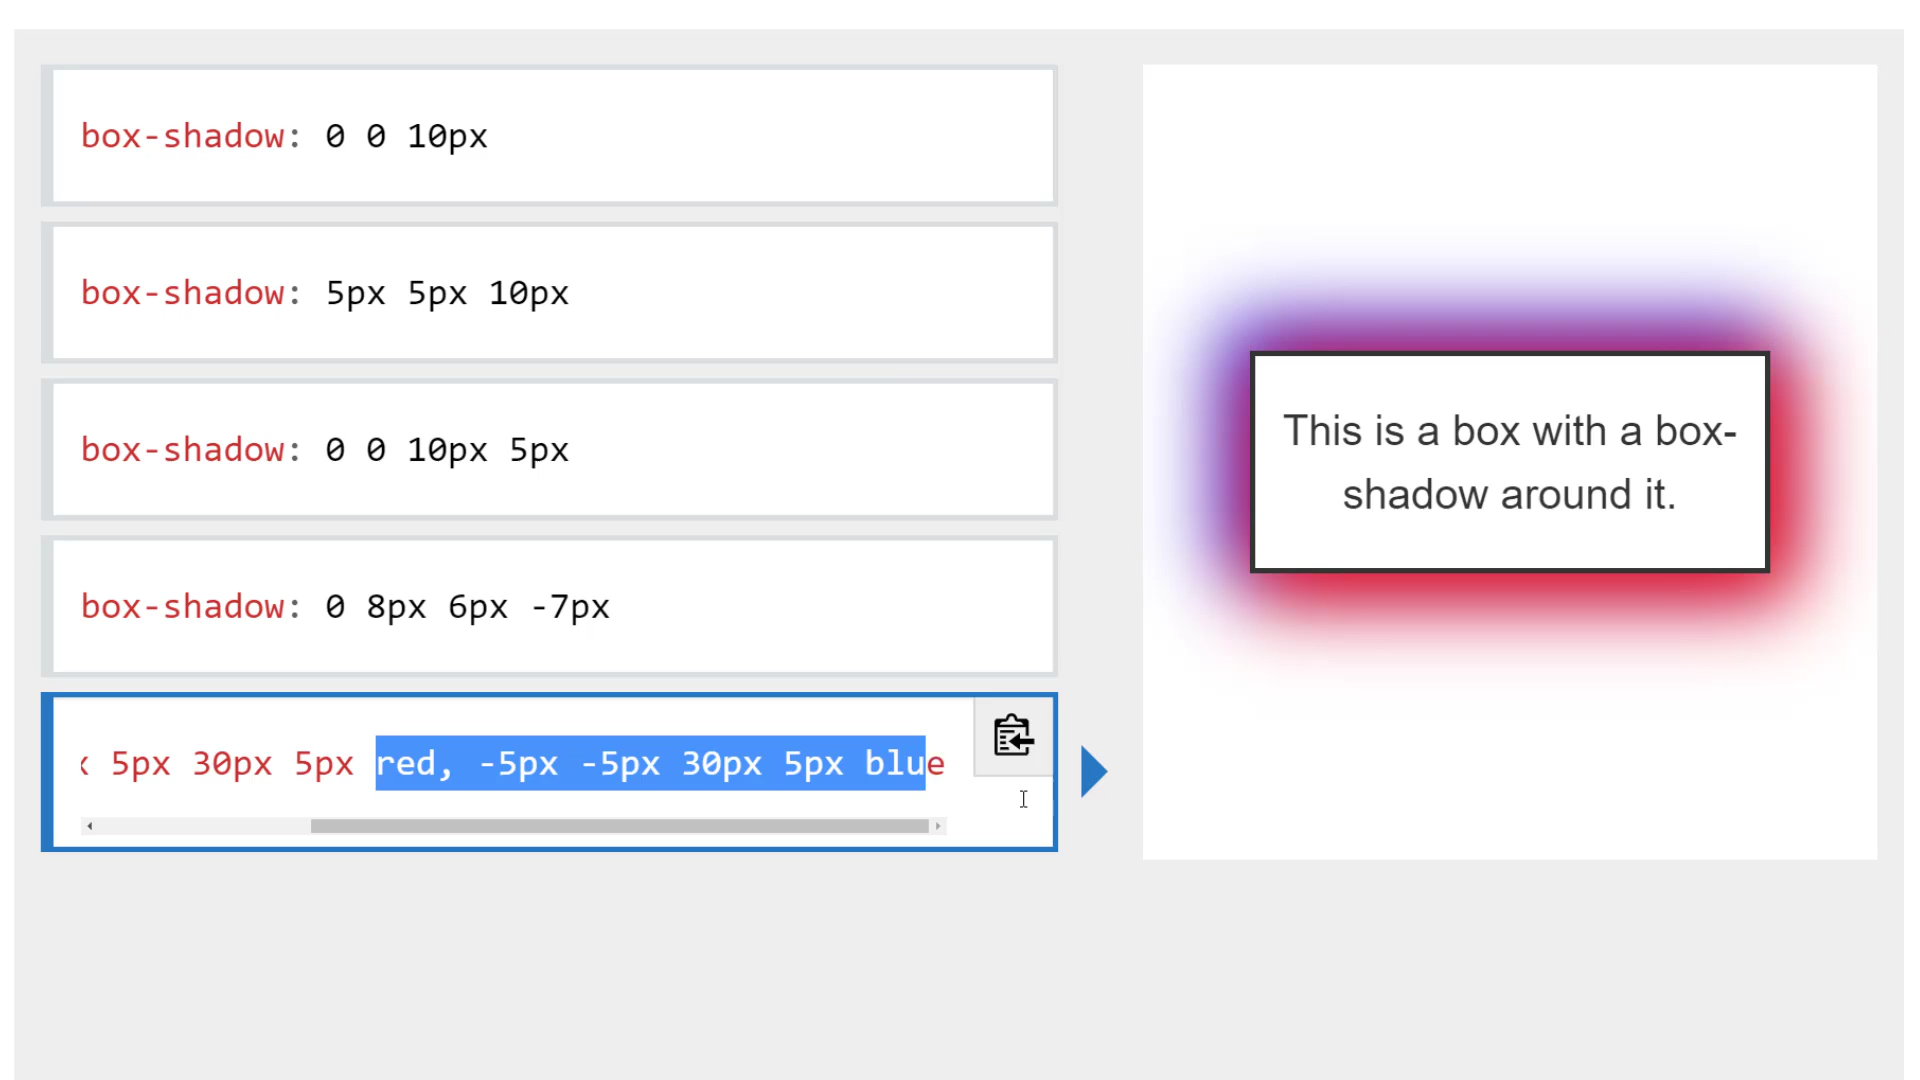 box-shadow: 0 0 10px
box-shadow: 5px 5px 10px
box-shadow: 0 0 10px 5px
box-shadow: 0 8px 6px -7px
5px 30px 5px red, -5px -5px 30px 5px blue
This is a box with a box-
shadow around it.